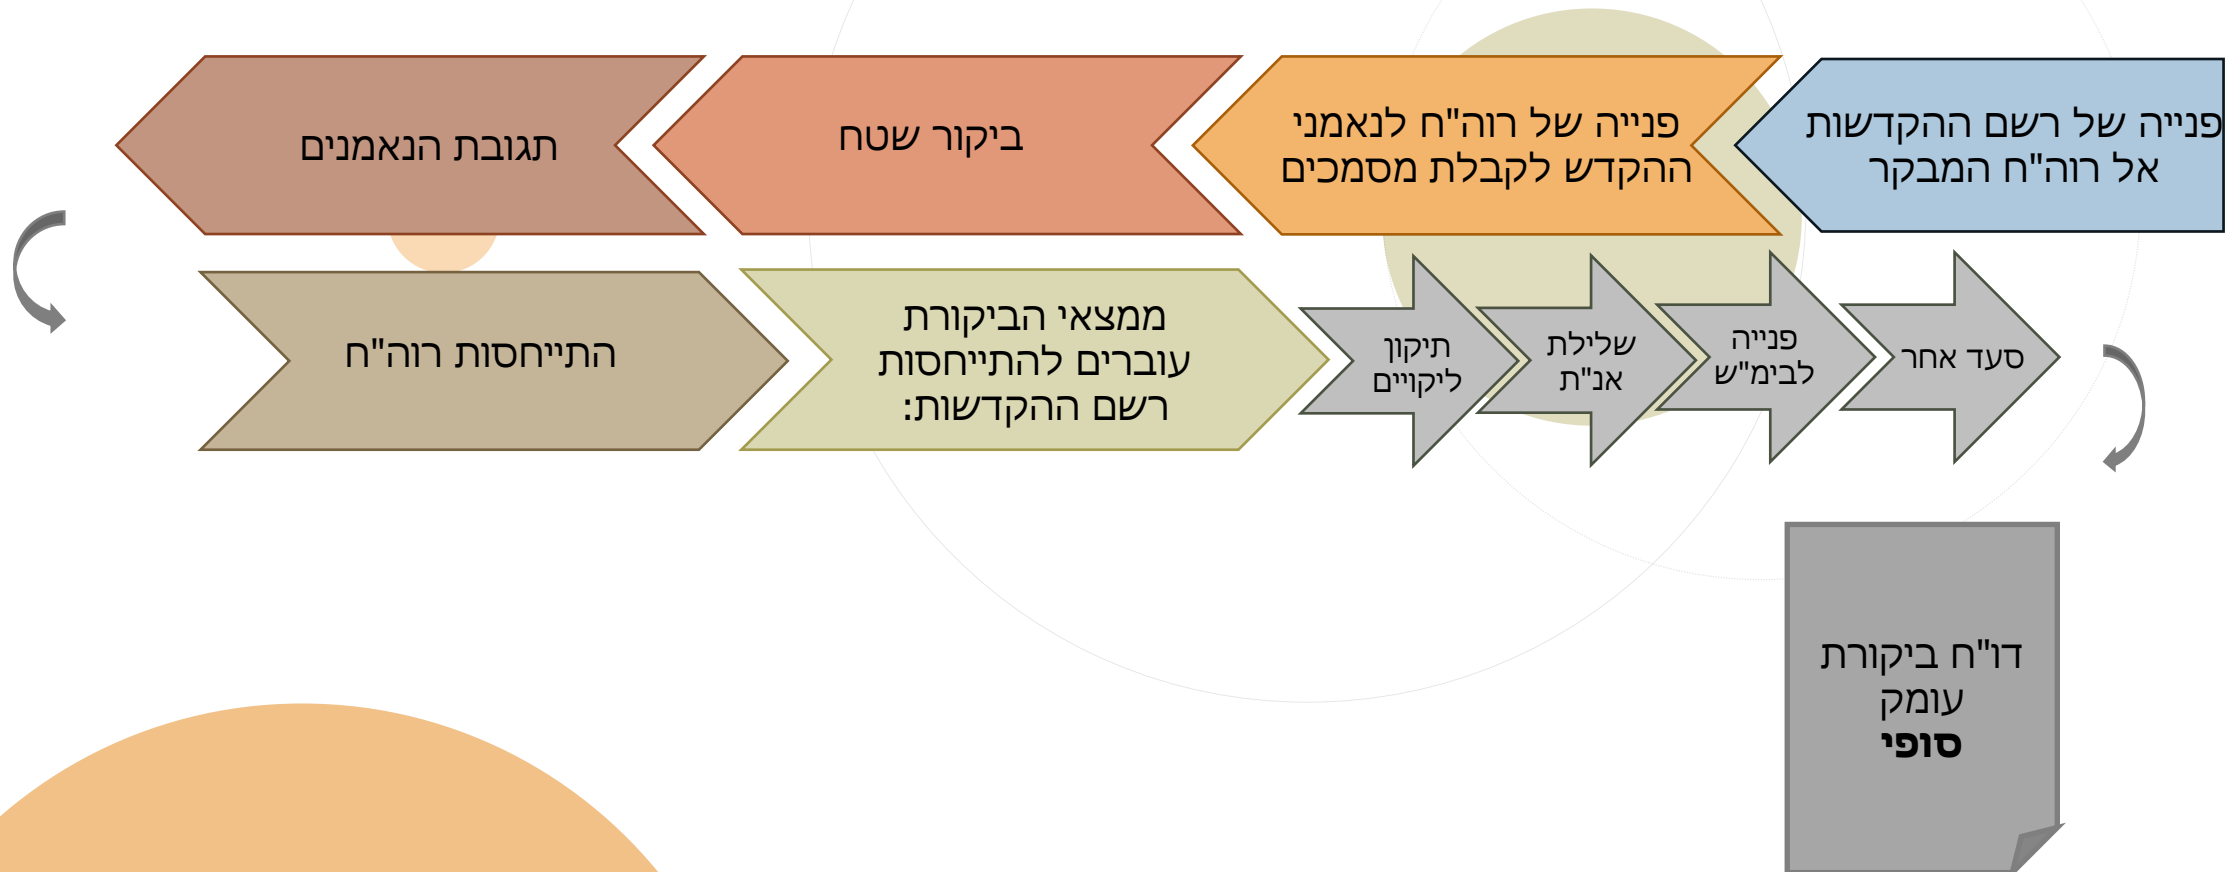 פנייה של רשם ההקדשות
אל רוה"ח המבקר
פנייה של רוה"ח לנאמני
ההקדש לקבלת מסמכים
ביקור שטח
תגובת הנאמנים
התייחסות רוה"ח
ממצאי הביקורת
עוברים להתייחסות
רשם ההקדשות:
תיקון
ליקויים
שלילת
אנ"ת
פנייה
לבימ"ש
סעד אחר
דו"ח ביקורת
עומק
סופי